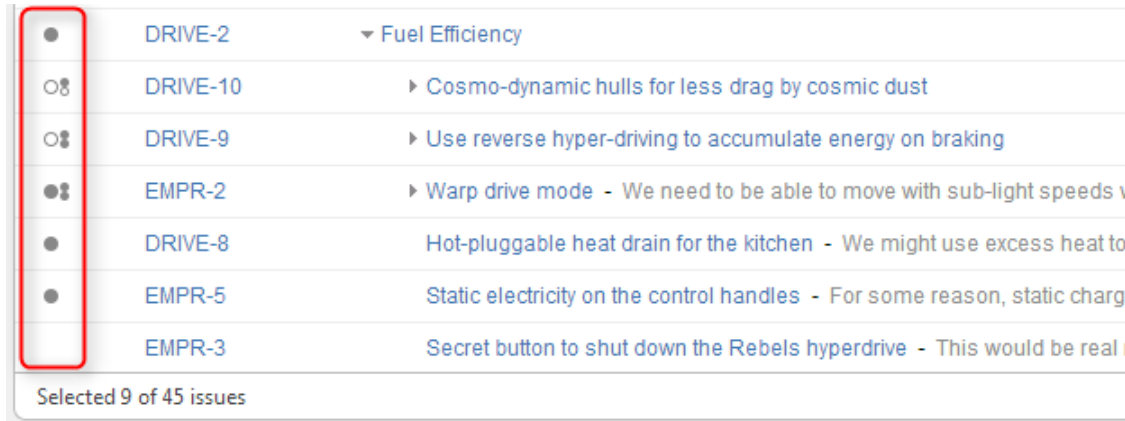 DRIVE-2 Fuel Efficiency
DRIVE-10 Cosmo-dynamic hulls for less drag by cosmic dust
DRIVE-9 Use reverse hyper-driving to accumulate energy on braking
EMPR-2 Warp drive mode - We need to be able to move with sub-light speeds
DRIVE-8 Hot-pluggable heat drain for the kitchen - We might use excess heat to
EMPR-5 Static electricity on the control handles - For some reason, static charg
EMPR-3 Secret button to shut down the Rebels hyperdrive - This would be real
Selected 9 of 45 issues